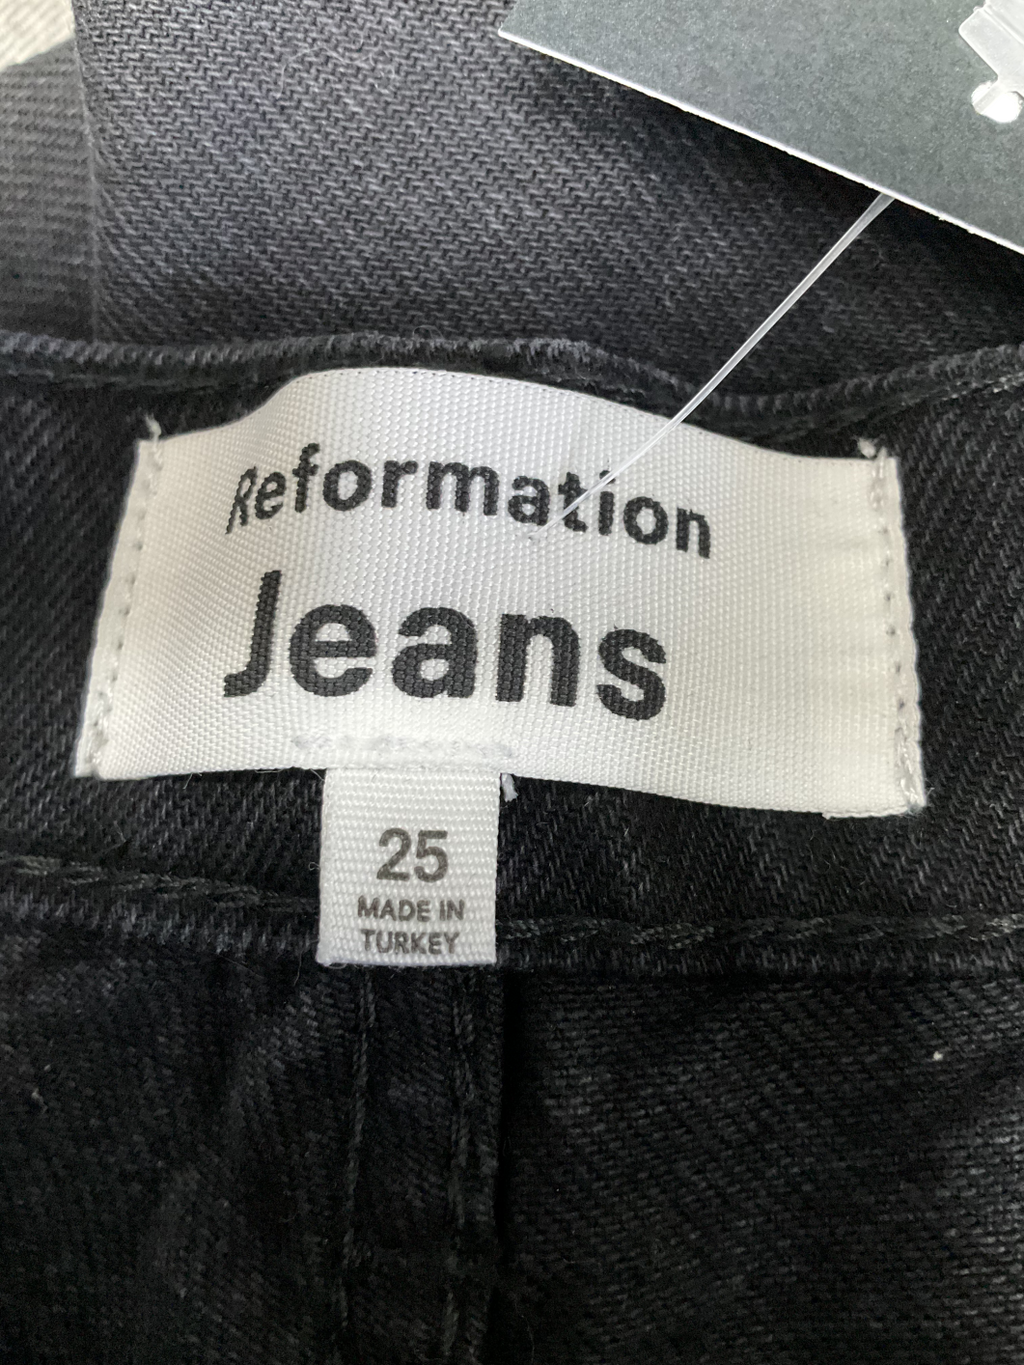 Reformation
Jeans
25
MADE IN
TURKEY